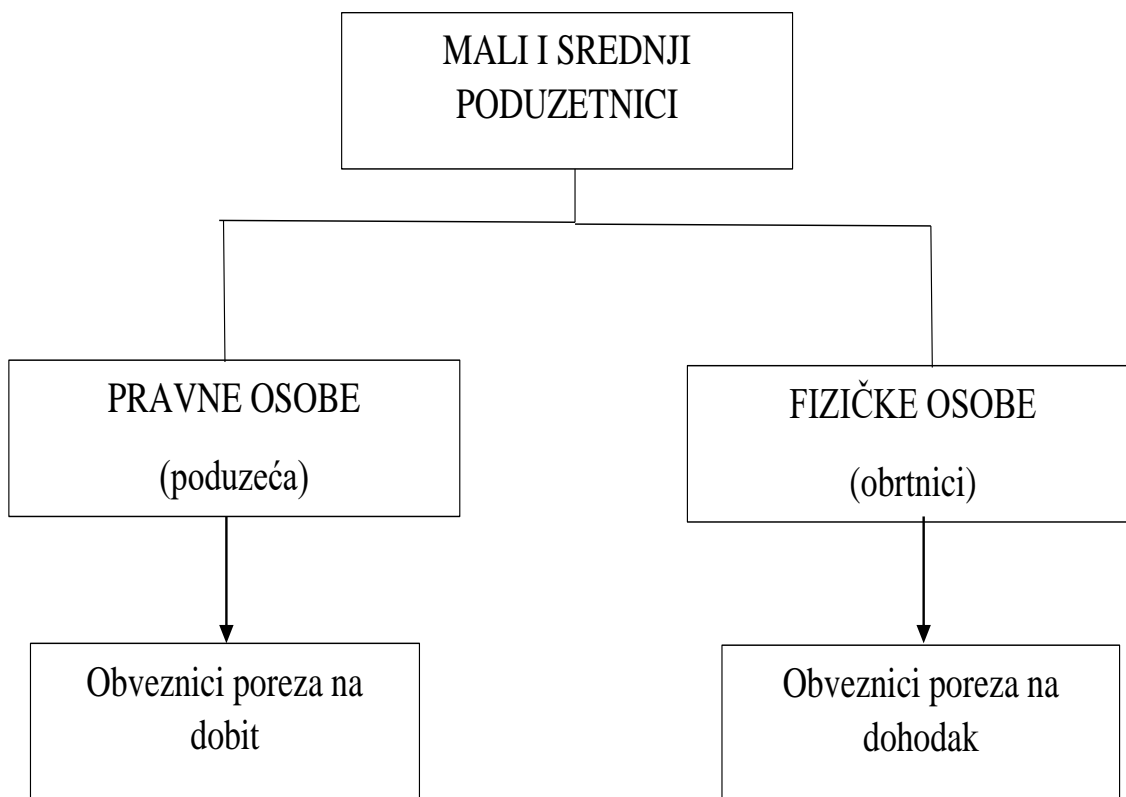 MALI I SREDNJI
PODUZETNICI
PRAVNE OSOBE
(poduzeća)
FIZIČKE OSOBE
(obrtnici)
Obveznici poreza na
dobit
Obveznici poreza na
dohodak